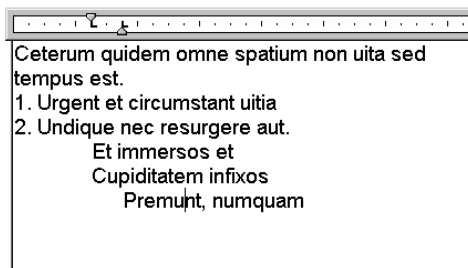 Ceterum quidem omne spatium non uita sed
tempus est.
1. Urgent et circumstant uitia
2. Undique nec resurgere aut.
Et immersos et
Cupiditatem infixos
Premunt, numquam